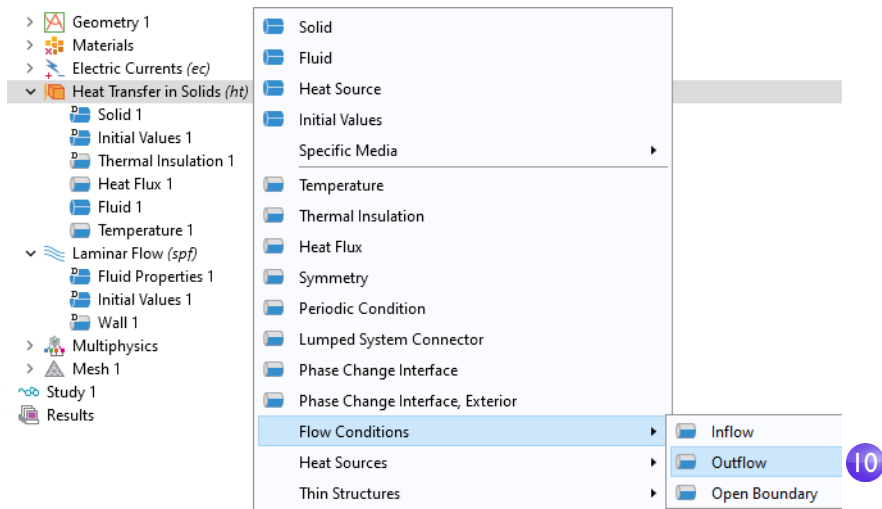 Geometry 1
Materials
Electric Currents (ec)
Heat Transfer in Solids (ht)
Solid 1
Initial Values 1
Thermal Insulation 1
Heat Flux 1
Fluid 1
Temperature 1
Laminar Flow (spf)
Fluid Properties 1
Initial Values 1
Wall 1
Multiphysics
Mesh 1
Study 1
Results
Solid
Fluid
Heat Source
Initial Values
Specific Media
Temperature
Thermal Insulation
Heat Flux
Symmetry
Periodic Condition
Lumped System Connector
Phase Change Interface
Phase Change Interface, Exterior
Flow Conditions
Heat Sources
Thin Structures
Inflow
Outflow
Open Boundary
10